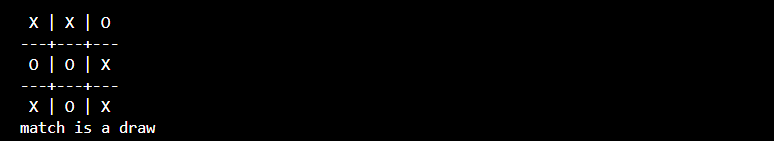 X | X | O
---+---+---
O | O | X
---+---+---
X | O | X
match is a draw